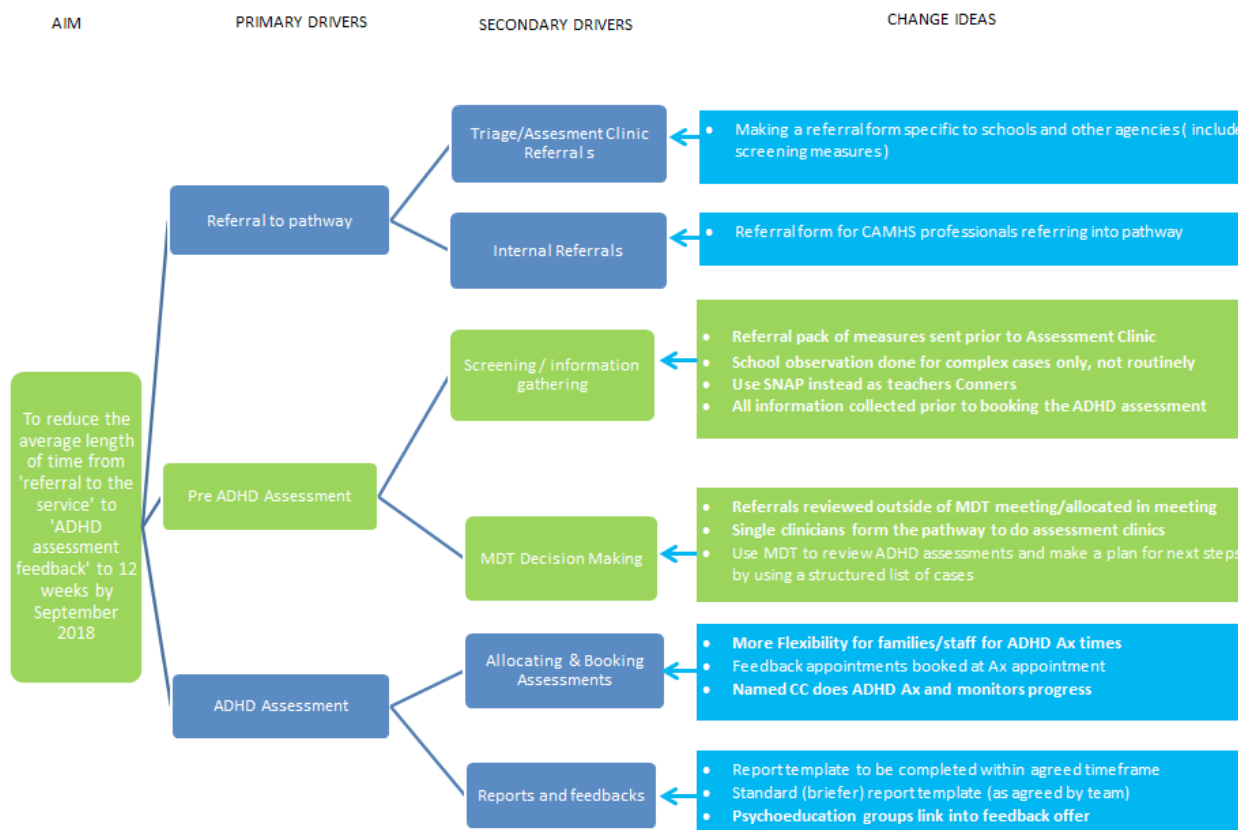 AIM
PRIMARY DRIVERS
SECONDARY DRIVERS
CHANGE IDEAS
Triage/Assesment Clinic
Referral s
• Making a referral form specific to schools and other agencies ( include
screening measures )
Referral to pathway
Internal Referrals
• Referral form for CAMHS professionals referring into pathway
Screening / information
gathering
• Referral pack of measures sent prior to Assessment Clinic
• School observation done for complex cases only, not routinely
• Use SNAP instead as teachers Conners
• All information collected prior to booking the ADHD assessment
To reduce the
average length
of time from
'referral to the
service' to
'ADHD
assessment
feedback' to 12
weeks by
September
2018
Pre ADHD Assessment
MDT Decision Making
• Referrals reviewed outside of MDT meeting/allocated in meeting
• Single clinicians form the pathway to do assessment clinics
• Use MDT to review ADHD assessments and make a plan for next steps
by using a structured list of cases
ADHD Assessment
Allocating & Booking
Assessments
• More Flexibility for families/staff for ADHD Ax times
• Feedback appointments booked at Ax appointment
• Named CC does ADHD Ax and monitors progress
Reports and feedbacks
• Report template to be completed within agreed timeframe
• Standard (briefer) report template (as agreed by team)
• Psychoeducation groups link into feedback offer